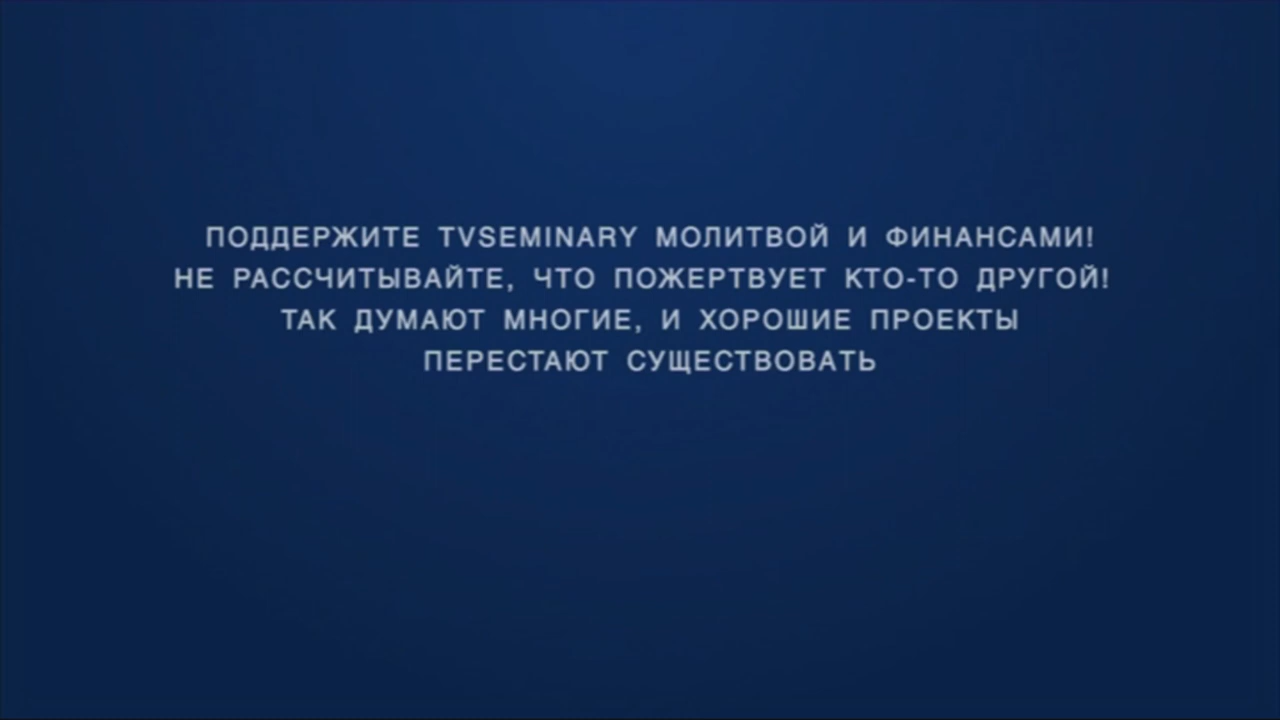 ПОДДЕРЖИТЕ TVSEMINARY МОЛИТВОЙ И ФИНАНСАМИ!
НЕ РАССЧИТЫВАЙТЕ, ЧТО ПОЖЕРТВУЕТ КТО-ТО ДРУГОЙ!
ТАК ДУМАЮТ МНОГИЕ, И ХОРОШИЕ ПРОЕКТЫ
ПЕРЕСТАЮТ СУЩЕСТВОВАТЬ